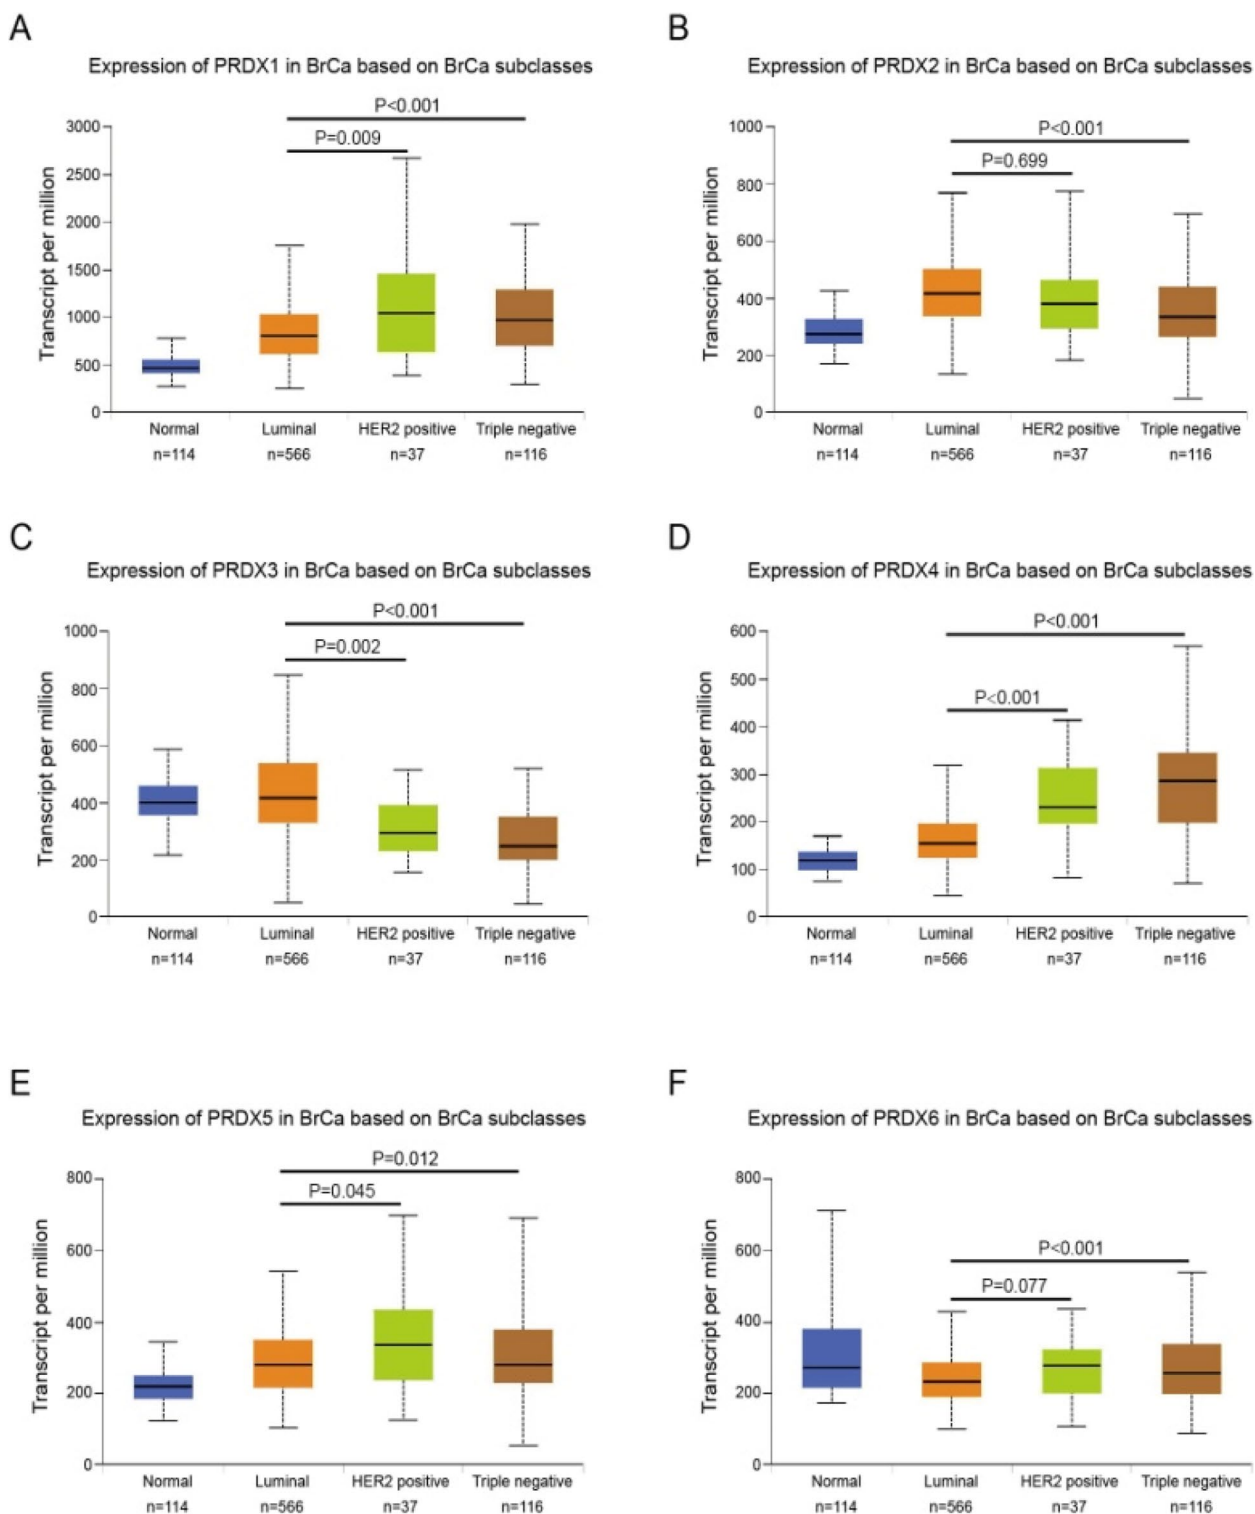 A
Expression of PRDX1 in BrCa based on BrCa subclasses
P<0.001
P=0.009
Transcript per million
3000
2500
2000
1500
1000
500
0
Normal Luminal HER2 positive Triple negative
n=114 n=566 n=37 n=116
B
Expression of PRDX2 in BrCa based on BrCa subclasses
P<0.001
P=0.699
Transcript per million
1000
800
600
400
200
0
Normal Luminal HER2 positive Triple negative
n=114 n=566 n=37 n=116
C
Expression of PRDX3 in BrCa based on BrCa subclasses
P<0.001
P=0.002
Transcript per million
1000
800
600
400
200
0
Normal Luminal HER2 positive Triple negative
n=114 n=566 n=37 n=116
D
Expression of PRDX4 in BrCa based on BrCa subclasses
P<0.001
P<0.001
Transcript per million
600
500
400
300
200
100
0
Normal Luminal HER2 positive Triple negative
n=114 n=566 n=37 n=116
E
Expression of PRDX5 in BrCa based on BrCa subclasses
P=0.012
P=0.045
Transcript per million
800
600
400
200
0
Normal Luminal HER2 positive Triple negative
n=114 n=566 n=37 n=116
F
Expression of PRDX6 in BrCa based on BrCa subclasses
P<0.001
P=0.077
Transcript per million
800
600
400
200
0
Normal Luminal HER2 positive Triple negative
n=114 n=566 n=37 n=116